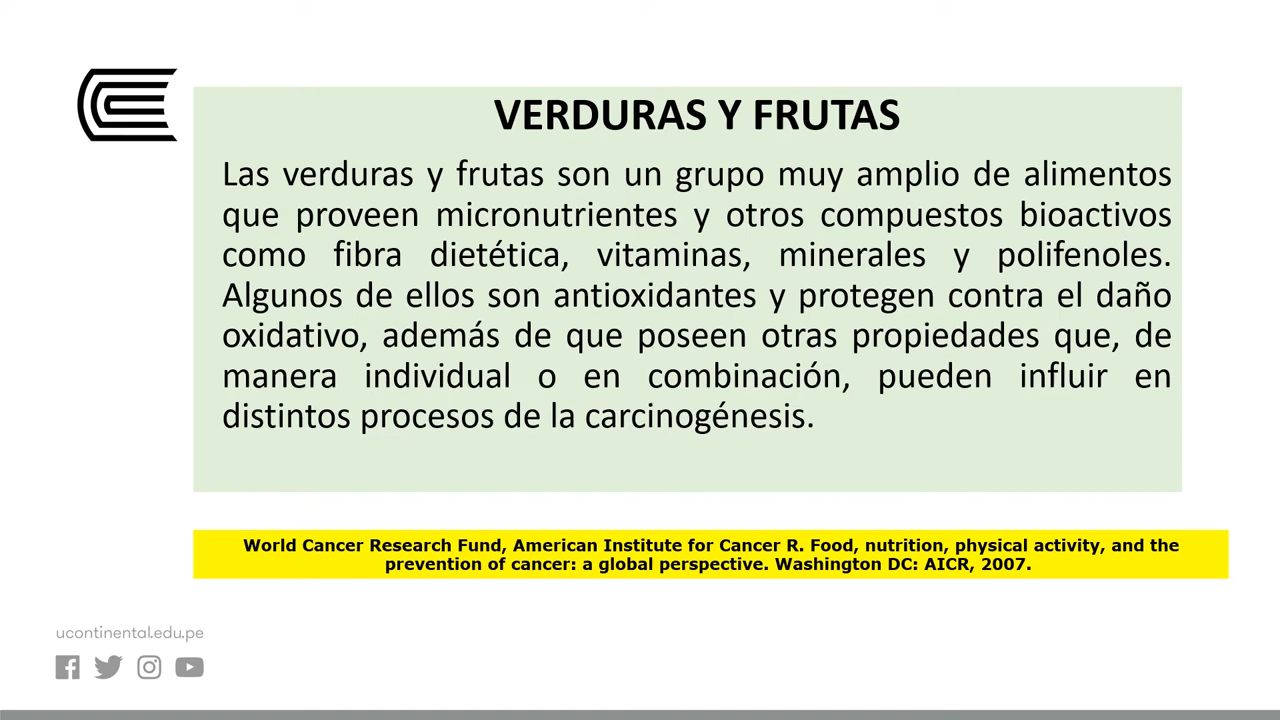 VERDURAS Y FRUTAS
Las verduras y frutas son un grupo muy amplio de alimentos
que proveen micronutrientes y otros compuestos bioactivos
como fibra dietética, vitaminas, minerales y polifenoles.
Algunos de ellos son antioxidantes y protegen contra el daño
oxidativo, además de que poseen otras propiedades que, de
manera individual o en combinación, pueden influir en
distintos procesos de la carcinogénesis.
World Cancer Research Fund, American Institute for Cancer R. Food, nutrition, physical activity, and the
prevention of cancer: a global perspective. Washington DC: AICR, 2007.
ucontinental.edu.pe